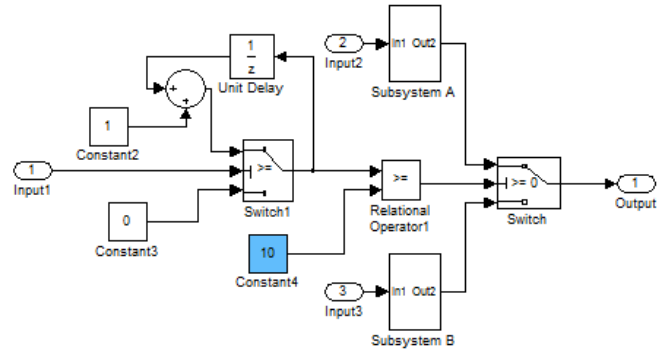 1
z
Unit Delay
+
+
1
Constant2
2
Input2
In1 Out2
Subsystem A
1
Input1
>=
Switch1
0
Constant3
10
Constant4
>=
Relational
Operator1
>= 0
Switch
1
Output
3
Input3
In1 Out2
Subsystem B